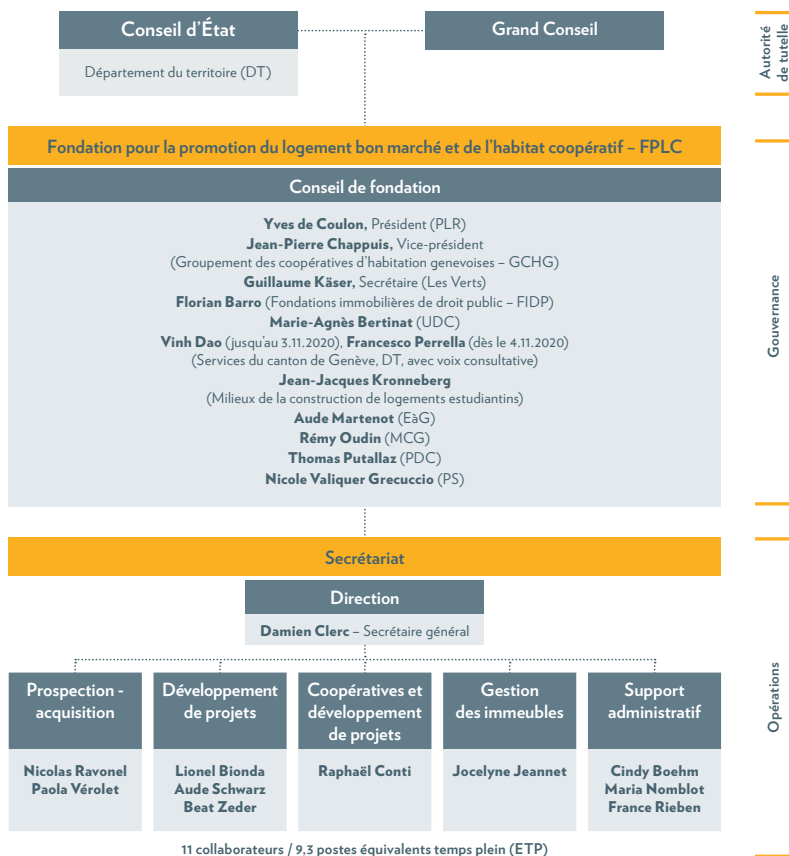 Conseil d'État
Grand Conseil
Département du territoire (DT)
Autorité
de tutelle
Fondation pour la promotion du logement bon marché et de l'habitat coopératif – FPLC
Conseil de fondation
Yves de Coulon, Président (PLR)
Jean-Pierre Chappuis, Vice-président
(Groupement des coopératives d'habitation genevoises – GCHG)
Guillaume Käser, Secrétaire (Les Verts)
Florian Barro (Fondations immobilières de droit public – FIDP)
Marie-Agnès Bertinat (UDC)
Vinh Dao (jusqu'au 3.11.2020), Francesco Perrella (dès le 4.11.2020)
(Services du canton de Genève, DT, avec voix consultative)
Jean-Jacques Kronneberg
(Milieux de la construction de logements estudiantins)
Aude Martenot (EàG)
Rémy Oudin (MCG)
Thomas Putallaz (PDC)
Nicole Valiquer Grecuccio (PS)
Gouvernance
Secrétariat
Direction
Damien Clerc – Secrétaire général
Prospection -
acquisition
Nicolas Ravonel
Paola Vérolet
Développement
de projets
Lionel Bionda
Aude Schwarz
Beat Zeder
Coopératives et
développement
de projets
Raphaël Conti
Gestion
des immeubles
Jocelyne Jeannet
Support
administratif
Cindy Boehm
Maria Nomblot
France Rieben
Opérations
11 collaborateurs / 9,3 postes équivalents temps plein (ETP)